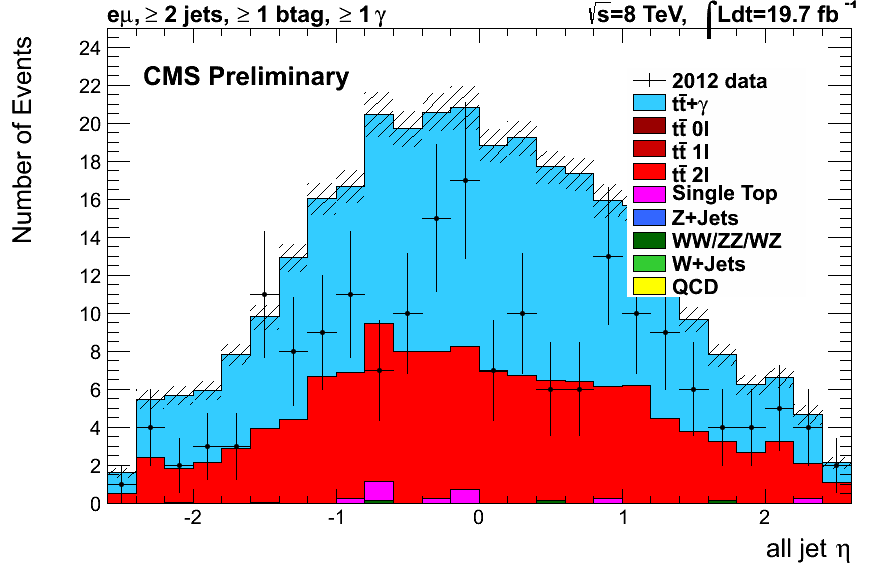 eμ, ≥ 2 jets, ≥ 1 btag, ≥ 1 γ
√s=8 TeV, ∫Ldt=19.7 fb⁻¹
CMS Preliminary
Number of Events
24
22
20
18
16
14
12
10
8
6
4
2
0
2012 data
tt̄+γ
tt̄ 0l
tt̄ 1l
tt̄ 2l
Single Top
Z+Jets
WW/ZZ/WZ
W+Jets
QCD
-2 -1 0 1 2
all jet η